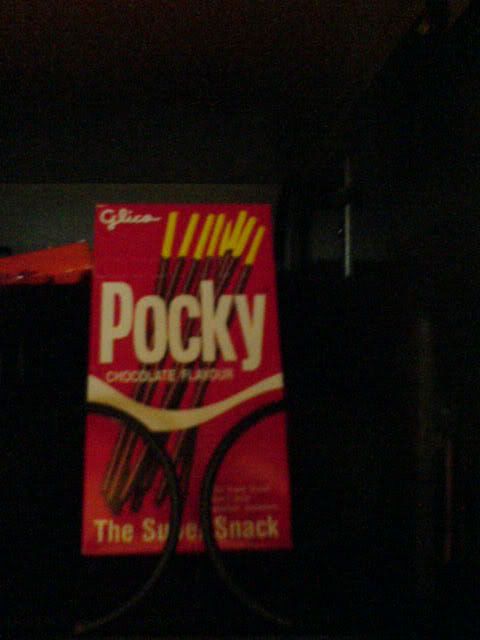 Glico
Pocky
CHOCOLATE FLAVOUR
The Super Snack